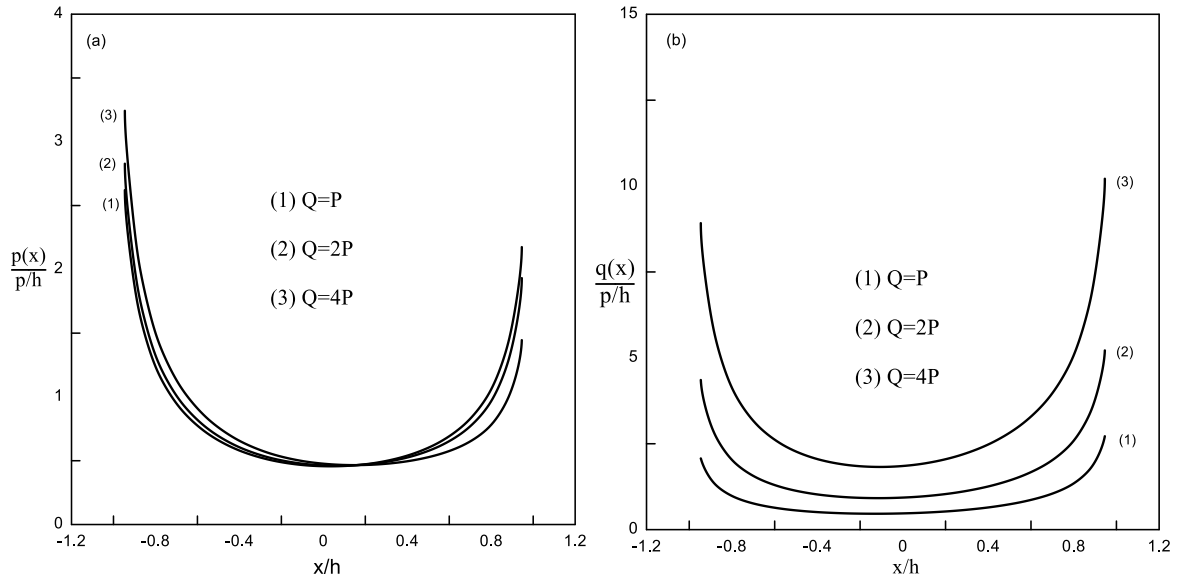 4
(a)
(3)
3
(2)
(1) Q=P
(1)
(2) Q=2P
p(x)
p/h
2
(3) Q=4P
1
0
-1.2 -0.8 -0.4 0 0.4 0.8 1.2
x/h
15
(b)
10
(3)
q(x)
p/h
(1) Q=P
(2) Q=2P
5
(2)
(3) Q=4P
(1)
0
-1.2 -0.8 -0.4 0 0.4 0.8 1.2
x/h